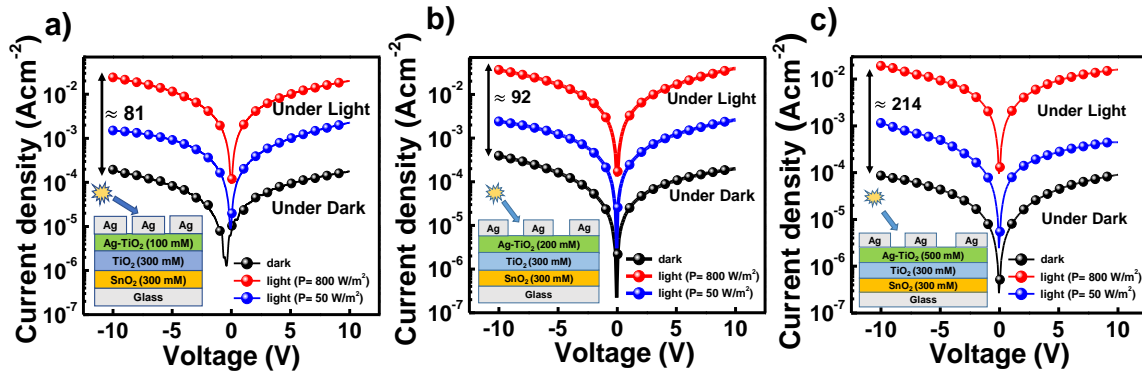 a)
Current density (Acm⁻²)
10⁻²
10⁻³
10⁻⁴
10⁻⁵
10⁻⁶
10⁻⁷
≈ 81
Under Light
Under Dark
Ag Ag Ag
Ag-TiO₂ (100 mM)
TiO₂ (300 mM)
SnO₂ (300 mM)
Glass
dark
light (P= 800 W/m²)
light (P= 50 W/m²)
-10 -5 0 5 10
Voltage (V)
b)
Current density (Acm⁻²)
10⁻²
10⁻³
10⁻⁴
10⁻⁵
10⁻⁶
10⁻⁷
≈ 92
Under Light
Under Dark
Ag Ag Ag
Ag-TiO₂ (200 mM)
TiO₂ (300 mM)
SnO₂ (300 mM)
Glass
dark
light (P= 800 W/m²)
light (P= 50 W/m²)
-10 -5 0 5 10
Voltage (V)
c)
Current density (Acm⁻²)
10⁻²
10⁻³
10⁻⁴
10⁻⁵
10⁻⁶
10⁻⁷
≈ 214
Under Light
Under Dark
Ag Ag Ag
Ag-TiO₂ (500 mM)
TiO₂ (300 mM)
SnO₂ (300 mM)
Glass
dark
light (P= 800 W/m²)
light (P= 50 W/m²)
-10 -5 0 5 10
Voltage (V)